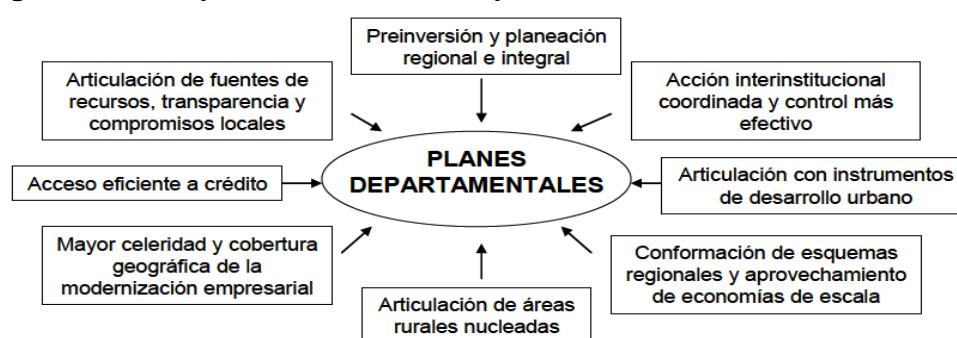 Preinversión y planeación
regional e integral
Articulación de fuentes de
recursos, transparencia y
compromisos locales
Acción interinstitucional
coordinada y control más
efectivo
PLANES
DEPARTAMENTALES
Acceso eficiente a crédito
Articulación con instrumentos
de desarrollo urbano
Mayor celeridad y cobertura
geográfica de la
modernización empresarial
Conformación de esquemas
regionales y aprovechamiento
de economías de escala
Articulación de áreas
rurales nucleadas